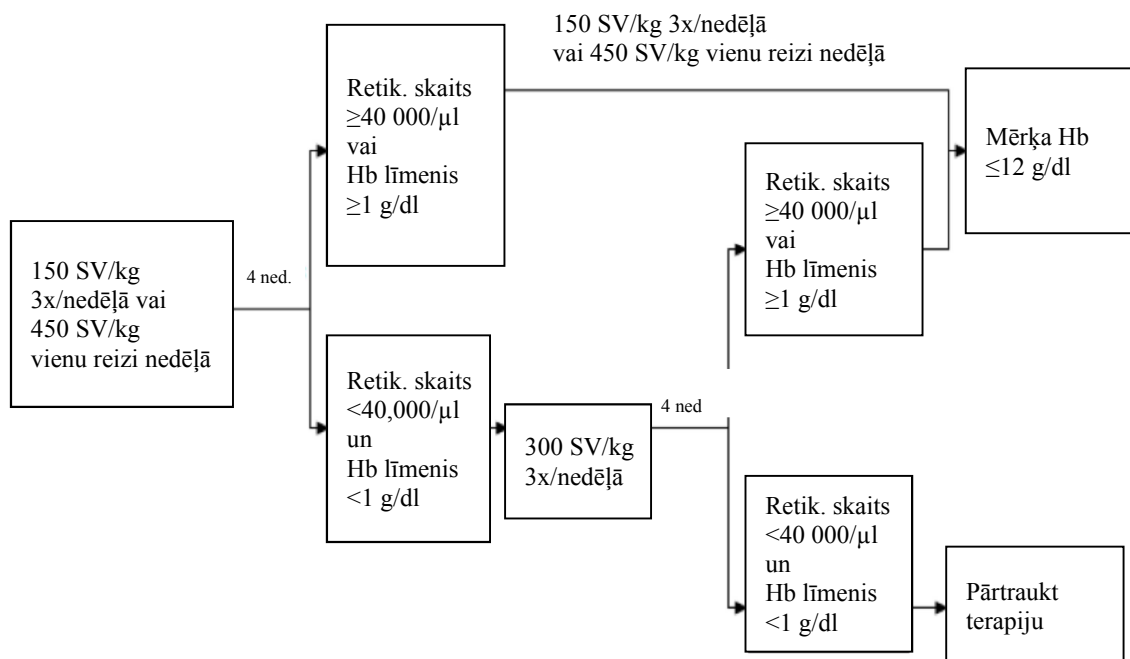 150 SV/kg
3x/nedēļā vai
450 SV/kg
vienu reizi nedēļā
4 ned.
Retik. skaits
≥40 000/µl
vai
Hb līmenis
≥1 g/dl
150 SV/kg 3x/nedēļā
vai 450 SV/kg vienu reizi nedēļā
Retik. skaits
<40,000/µl
un
Hb līmenis
<1 g/dl
300 SV/kg
3x/nedēļā
4 ned
Retik. skaits
≥40 000/µl
vai
Hb līmenis
≥1 g/dl
Mērķa Hb
≤12 g/dl
Retik. skaits
<40 000/µl
un
Hb līmenis
<1 g/dl
Pārtraukt
terapiju